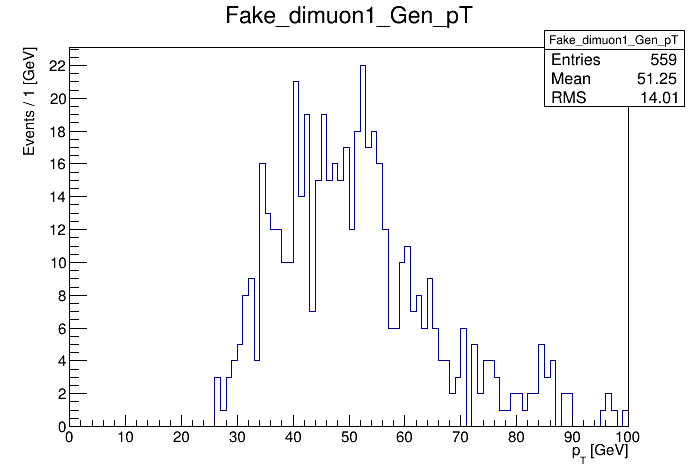 Fake_dimuon1_Gen_pT
Fake_dimuon1_Gen_pT
Entries 559
Mean 51.25
RMS 14.01
Events / 1 [GeV]
22
20
18
16
14
12
10
8
6
4
2
0
0 10 20 30 40 50 60 70 80 90 100
p_T [GeV]